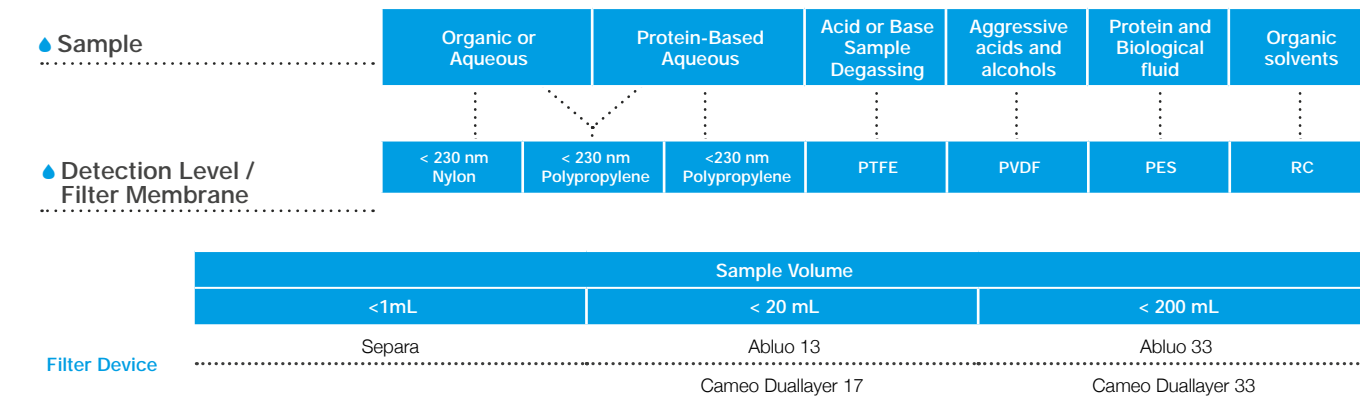 Sample
Organic or
Aqueous
Protein-Based
Aqueous
Acid or Base
Sample
Degassing
Aggressive
acids and
alcohols
Protein and
Biological
fluid
Organic
solvents
Detection Level /
Filter Membrane
< 230 nm
Nylon
< 230 nm
Polypropylene
<230 nm
Polypropylene
PTFE
PVDF
PES
RC
Sample Volume
<1mL
< 20 mL
< 200 mL
Filter Device
Separa
Abluo 13
Abluo 33
Cameo Duallayer 17
Cameo Duallayer 33